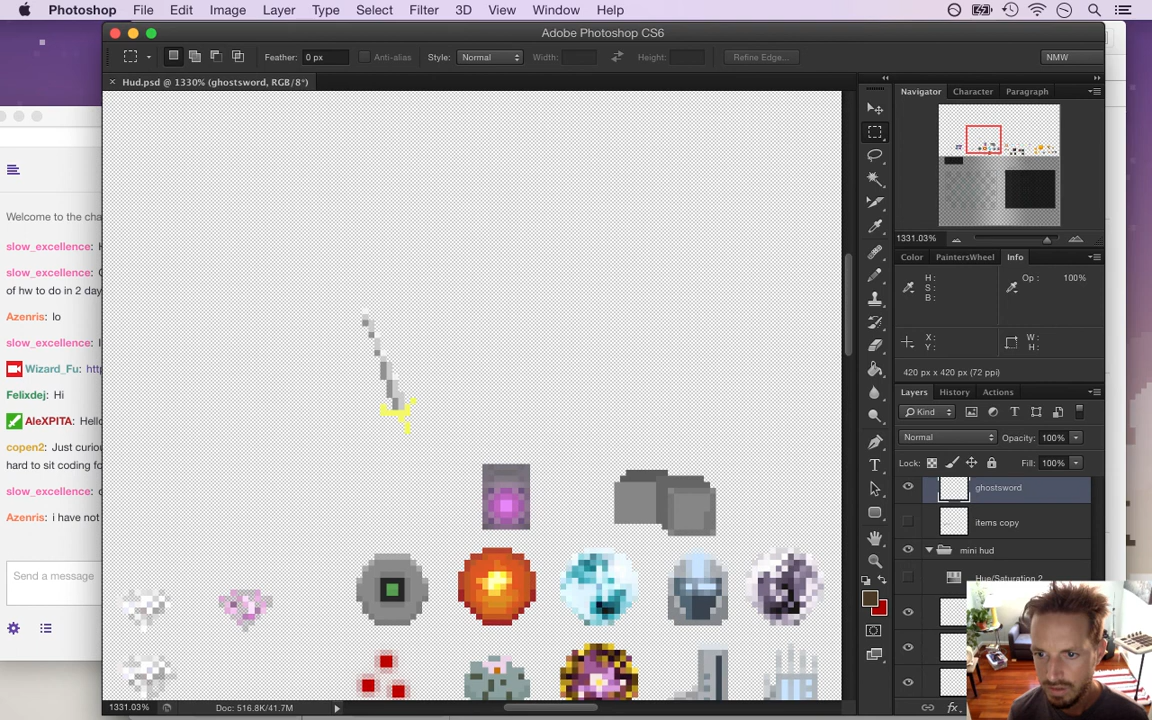 Photoshop File Edit Image Layer Type Select Filter 3D View Window Help
Adobe Photoshop CS6
Feather: 0 px Anti-alias Style: Normal Width: Height: Refine Edge... NMW
Hud.psd @ 1330% (ghostsword, RGB/8*)
Navigator Character Paragraph
1331.03%
Color PaintersWheel Info
H: Op: 100%
S:
B:
X: W:
Y: H:
420 px x 420 px (72 ppi)
Layers History Actions
Kind
Normal Opacity: 100%
Lock: Fill: 100%
ghostsword
items copy
mini hud
Hue/Saturation 2
Welcome to the cha
slow_excellence: H
slow_excellence:
of hw to do in 2 day
Azenris: lo
slow_excellence: I
Wizard_Fu: http
Felixdej: Hi
AleXPITA: Hello
copen2: Just curiou
hard to sit coding fo
slow_excellence:
Azenris: i have not
Send a message
1331.03% Doc: 516.8K/41.7M
fx